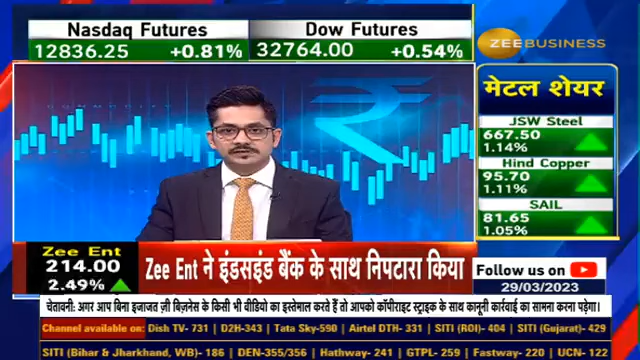 Nasdaq Futures
12836.25 +0.81%
Dow Futures
32764.00 +0.54%
ZEEBUSINESS
मेटल शेयर
JSW Steel
667.50
1.14%
Hind Copper
95.70
1.11%
SAIL
81.65
1.05%
Zee Ent
214.00
2.49%
Zee Ent ने इंडसइंड बैंक के साथ निपटारा किया
Follow us on
29/03/2023
चेतावनी: अगर आप बिना इजाजत ज़ी बिज़नेस के किसी भी वीडियो का इस्तेमाल करते हैं तो आपको कॉपीराइट स्ट्राइक के साथ कानूनी कार्रवाई का सामना करना पड़ेगा।
Channel available on: Dish TV- 731 | D2H-343 | Tata Sky-590 | Airtel DTH- 331 | SITI (ROI) - 404 | SITI (Gujarat) - 429
SITI (Bihar & Jharkhand, WB)- 186 | DEN-355/356 | Hathway- 241 | GTPL- 259 | Fastway- 220 | UCN- 122